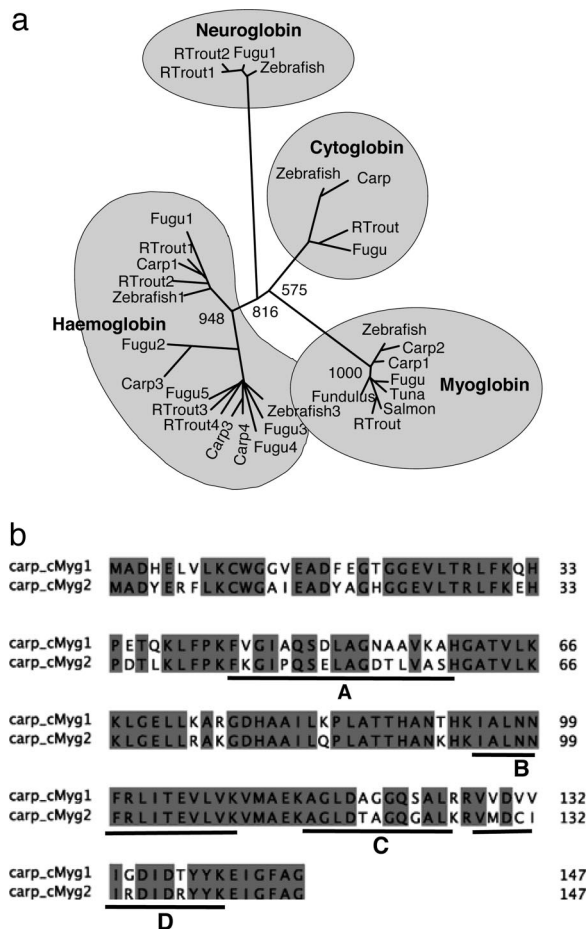 a
Neuroglobin
RTrout2 Fugu1
RTrout1 Zebrafish
Cytoglobin
Zebrafish
Carp
RTrout
Fugu
Fugu1
RTrout1
Carp1
RTrout2
Zebrafish1
575
816
948
Haemoglobin
Fugu2
Carp3
Fugu5
RTrout3
RTrout4
Carp3
Carp4
Zebrafish3
Fugu3
Fugu4
Zebrafish
Carp2
Carp1
1000
Fugu
Myoglobin
Tuna
Fundulus
Salmon
RTrout
b
carp_cMyg1 MADHELVLKCWGGVEADFEGTGGEVLTRLFKQH 33
carp_cMyg2 MADYERFLKCWGAIEADYAGHGGEVLTRLFKEH 33
carp_cMyg1 PETQKLFPKFVGIAQSDLAGNAAVKAHGATVLK 66
carp_cMyg2 PDTLKLFPKFKGIPQSELAGDTLVASHGATVLK 66
A
carp_cMyg1 KLGELLKARGDHAAILKPLATTHANTHKIALNN 99
carp_cMyg2 KLGELLRAKGDHAAILQPLATTHANKHKIALNN 99
B
carp_cMyg1 FRLITEVLVKVMAEKAGLDAGGQSALRRVVDVV 132
carp_cMyg2 FRLITEVLVKVMAEKAGLDTAGQGALKRVMDCI 132
C
carp_cMyg1 IGDIDTYYKEIGFAG 147
carp_cMyg2 IRDIDRYYKEIGFAG 147
D